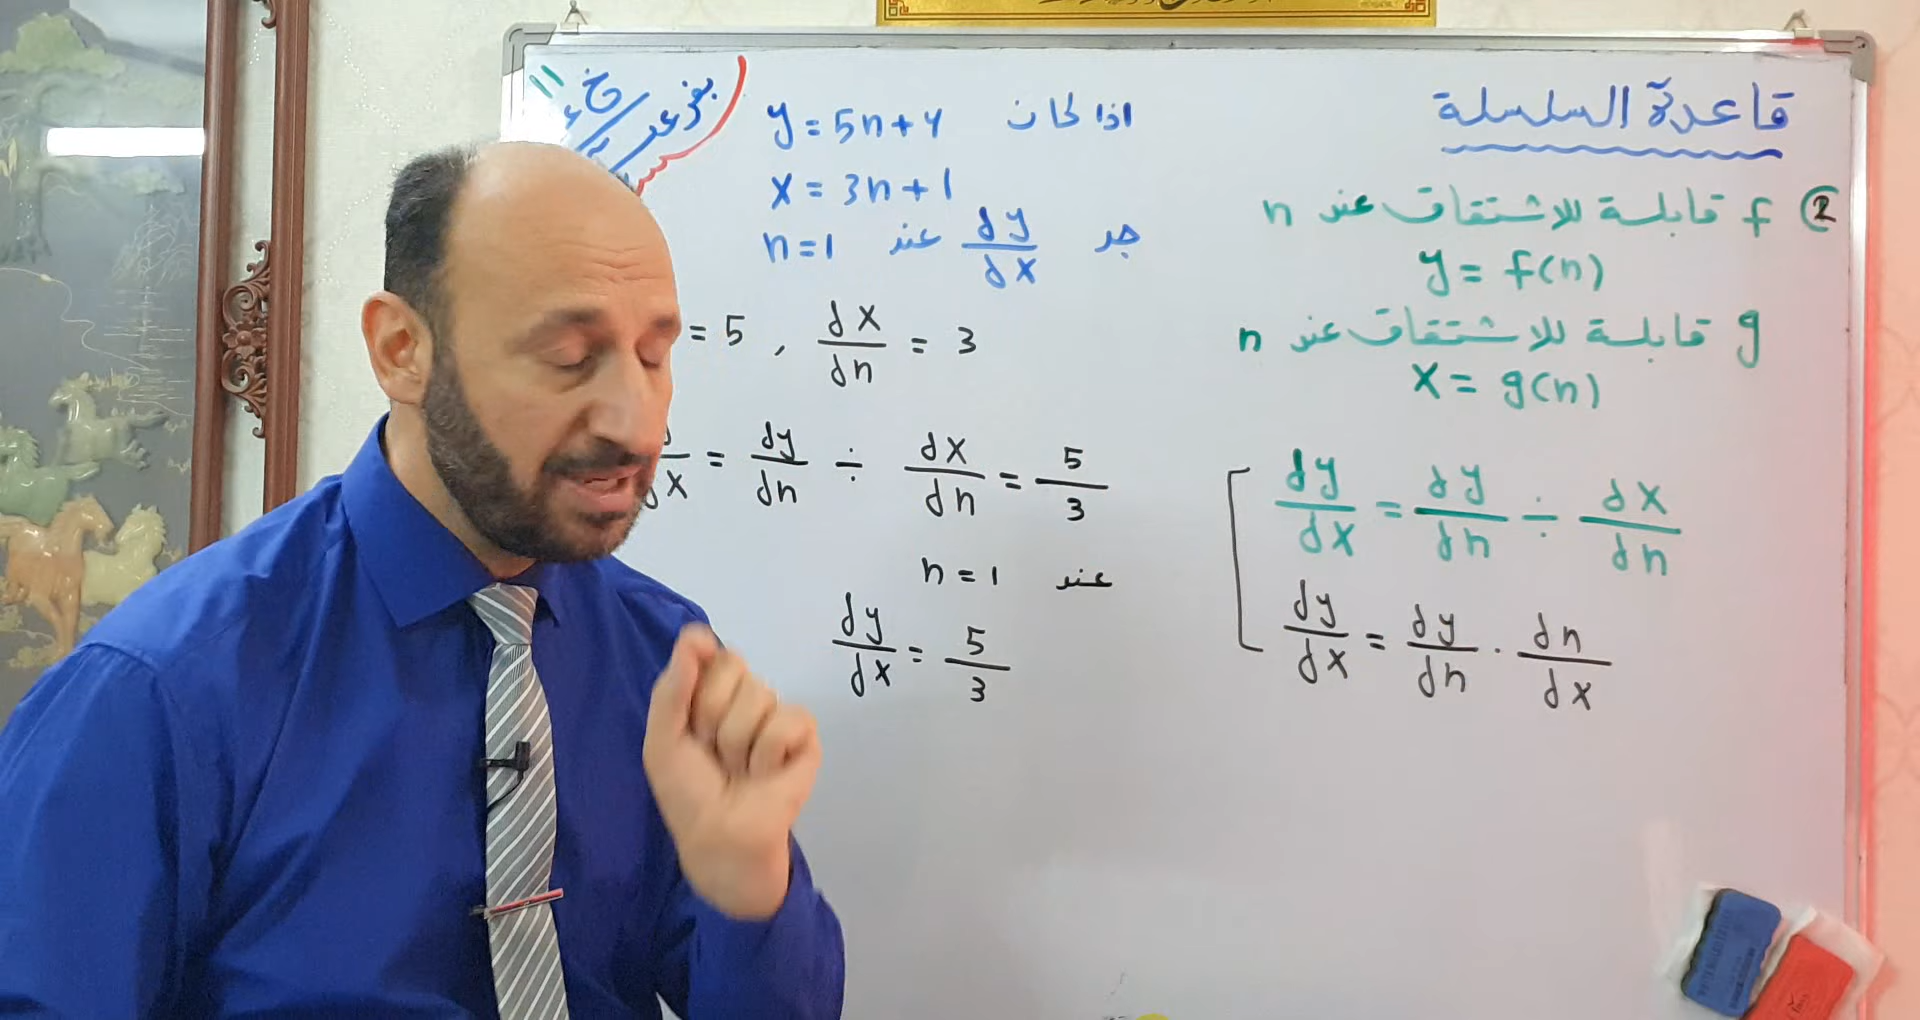 قاعدة السلسلة
② f قابلة للاشتقاق عند n
y = f(n)
g قابلة للاشتقاق عند n
x = g(n)
dy/dx = dy/dn ÷ dx/dn
dy/dx = dy/dn . dn/dx
اذا كان y = 5n + 4
x = 3n + 1
جد dy/dx عند n = 1
= 5 , dx/dn = 3
= dy/dn ÷ dx/dn = 5/3
عند n = 1
dy/dx = 5/3